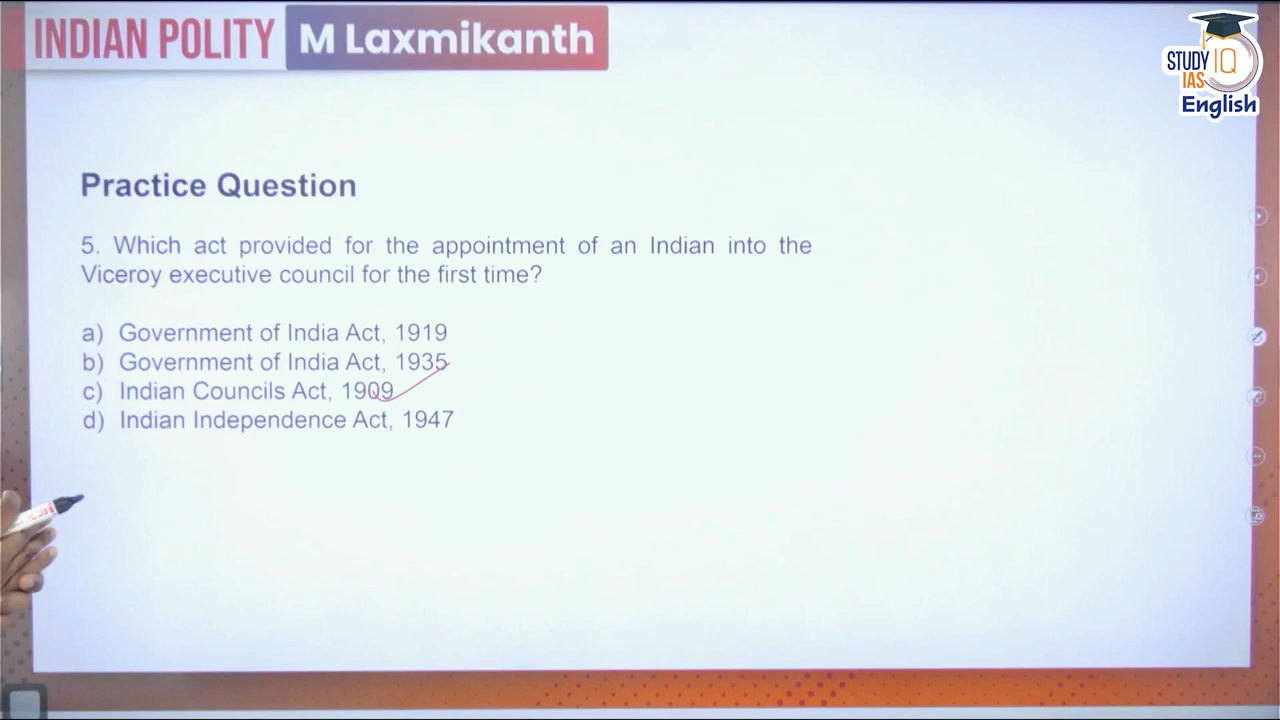 INDIAN POLITY M Laxmikanth
STUDY IQ
IAS
English
Practice Question
5. Which act provided for the appointment of an Indian into the
Viceroy executive council for the first time?
a) Government of India Act, 1919
b) Government of India Act, 1935
c) Indian Councils Act, 1909
d) Indian Independence Act, 1947